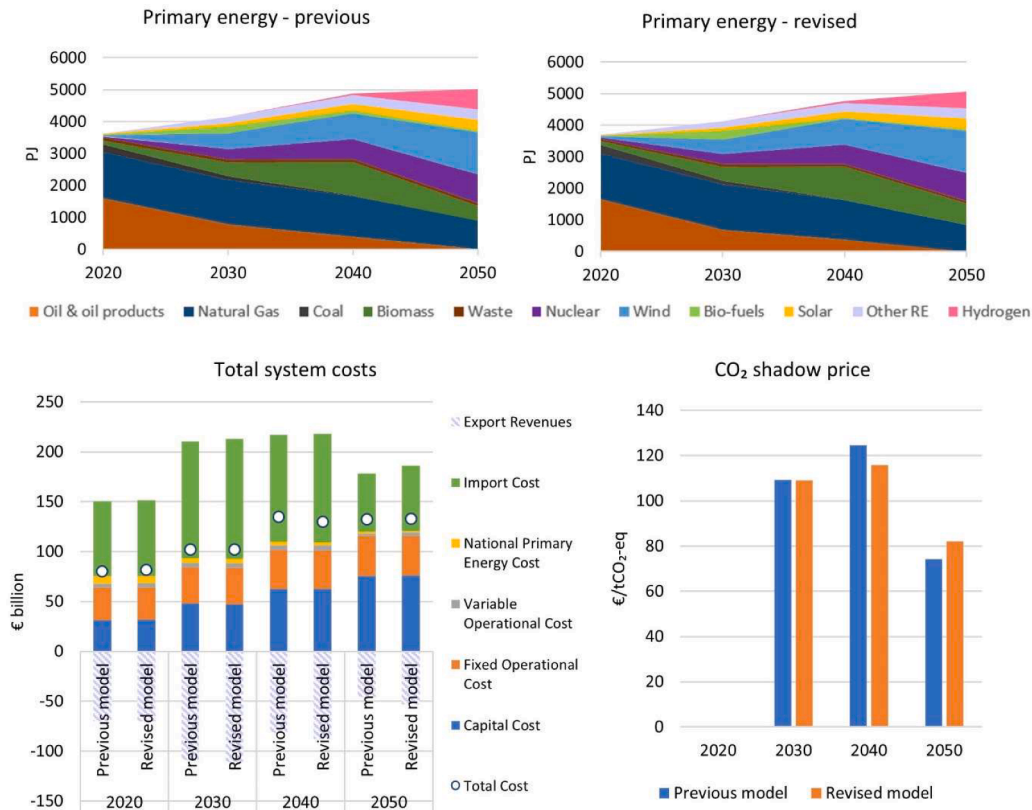 Primary energy - previous
6000
5000
4000
3000
2000
1000
0
PJ
2020 2030 2040 2050
Primary energy - revised
6000
5000
4000
3000
2000
1000
0
PJ
2020 2030 2040 2050
Oil & oil products Natural Gas Coal Biomass Waste Nuclear Wind Bio-fuels Solar Other RE Hydrogen
Total system costs
250
200
150
100
50
0
-50
-100
-150
€ billion
Previous model
Revised model
Previous model
Revised model
Previous model
Revised model
Previous model
Revised model
2020 2030 2040 2050
Export Revenues
Import Cost
National Primary
Energy Cost
Variable
Operational Cost
Fixed Operational
Cost
Capital Cost
Total Cost
CO₂ shadow price
140
120
100
80
60
40
20
0
€/tCO₂-eq
2020 2030 2040 2050
Previous model Revised model